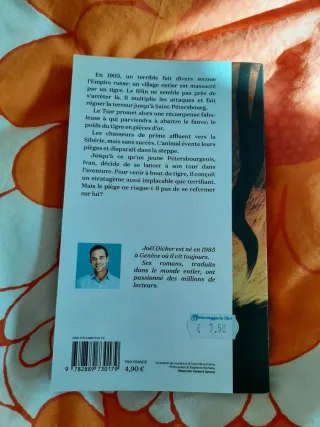 En 1903, un terrible fait divers secoue
l'Empire russe: un village entier est massacré
par un tigre. Le félin ne semble pas près de
s'arrêter là. Il multiplie les attaques et fait
régner la terreur jusqu'à Saint-Pétersbourg.
Le Tsar promet alors une récompense fabu-
leuse à qui parviendra à abattre le fauve: le
poids du tigre en pièces d'or.
Les chasseurs de prime affluent vers la
Sibérie, mais sans succès. L'animal évente leurs
pièges et disparaît dans la steppe.
Jusqu'à ce qu'un jeune Pétersbourgeois,
Ivan, décide de se lancer à son tour dans
l'aventure. Pour venir à bout du tigre, il conçoit
un stratagème aussi implacable que terrifiant.
Mais le piège ne risque-t-il pas de se refermer
sur lui?
Joël Dicker est né en 1985
à Genève où il vit toujours.
Ses romans, traduits
dans le monde entier, ont
passionné des millions de
lecteurs.
€ 7,50
9 782889 730179
PRIX FRANCE
4,90 €